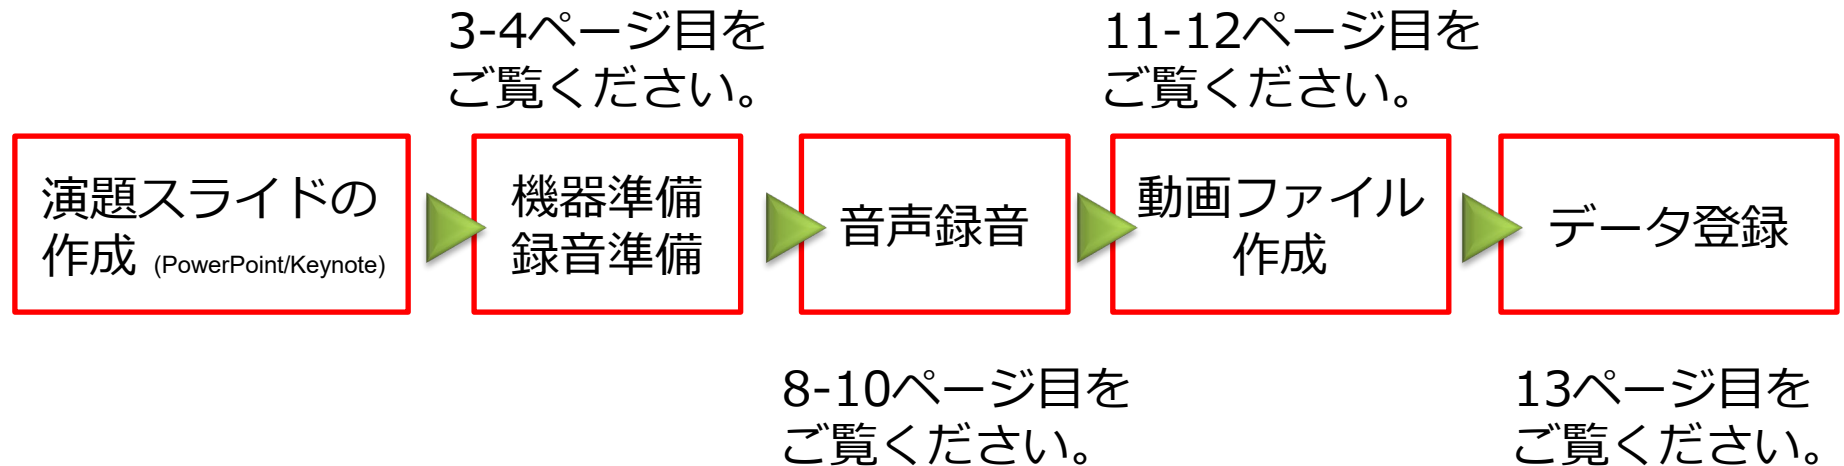 3-4ページ目を
ご覧ください。
11-12ページ目を
ご覧ください。
演題スライドの
作成 (PowerPoint/Keynote)
機器準備
録音準備
音声録音
動画ファイル
作成
データ登録
8-10ページ目を
ご覧ください。
13ページ目を
ご覧ください。